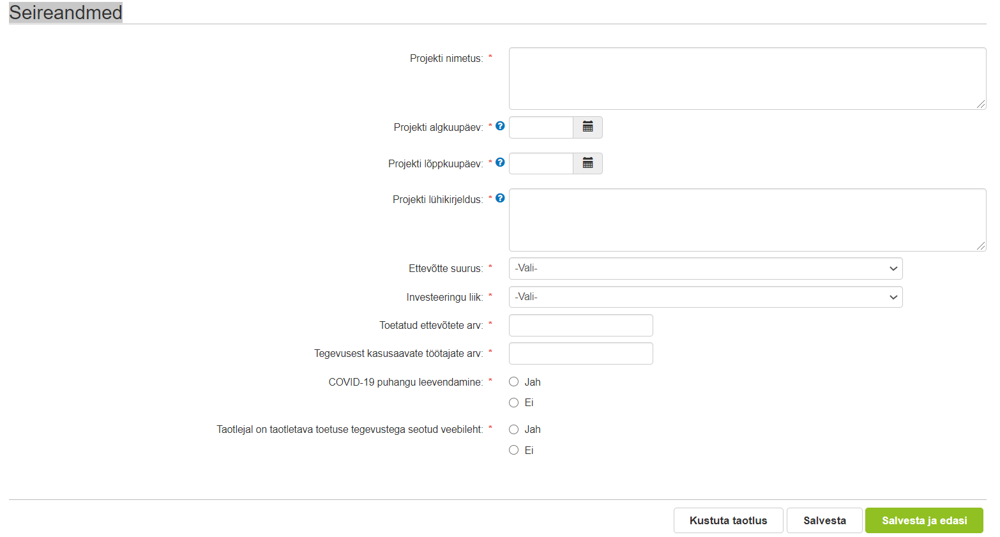 Seireandmed
Projekti nimetus: *
Projekti algkuupäev: * ?
Projekti lõppkuupäev: * ?
Projekti lühikirjeldus: * ?
Ettevõtte suurus: * -Vali-
Investeeringu liik: * -Vali-
Toetatud ettevõtete arv: *
Tegevusest kasusaavate töötajate arv: *
COVID-19 puhangu leevendamine: * Jah
Ei
Taotlejal on taotletava toetuse tegevustega seotud veebileht: * Jah
Ei
Kustuta taotlus Salvesta Salvesta ja edasi